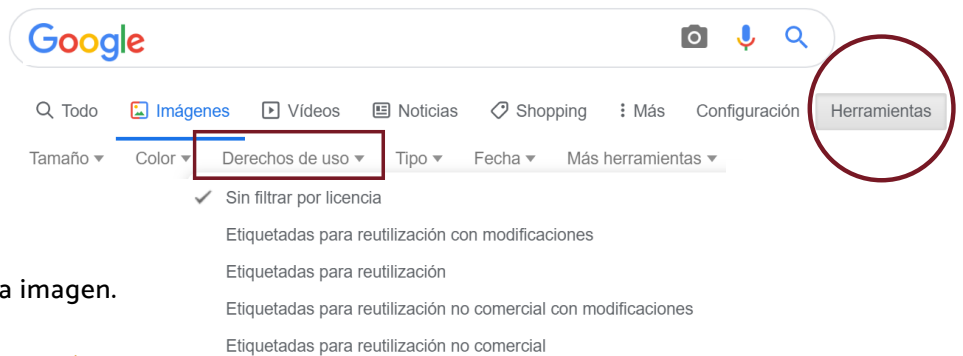 Google
Todo Imágenes Vídeos Noticias Shopping Más Configuración Herramientas
Tamaño Color Derechos de uso Tipo Fecha Más herramientas
Sin filtrar por licencia
Etiquetadas para reutilización con modificaciones
Etiquetadas para reutilización
a imagen.
Etiquetadas para reutilización no comercial con modificaciones
Etiquetadas para reutilización no comercial